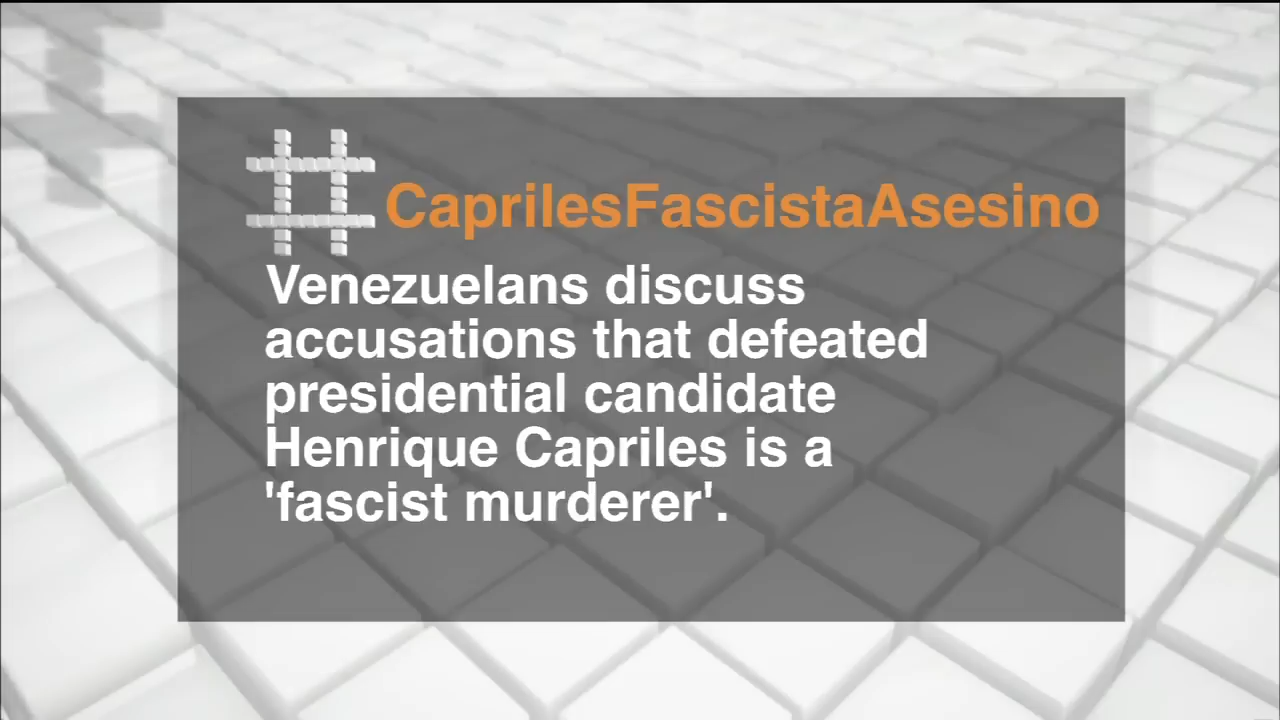 #CaprilesFascistaAsesino
Venezuelans discuss
accusations that defeated
presidential candidate
Henrique Capriles is a
'fascist murderer'.